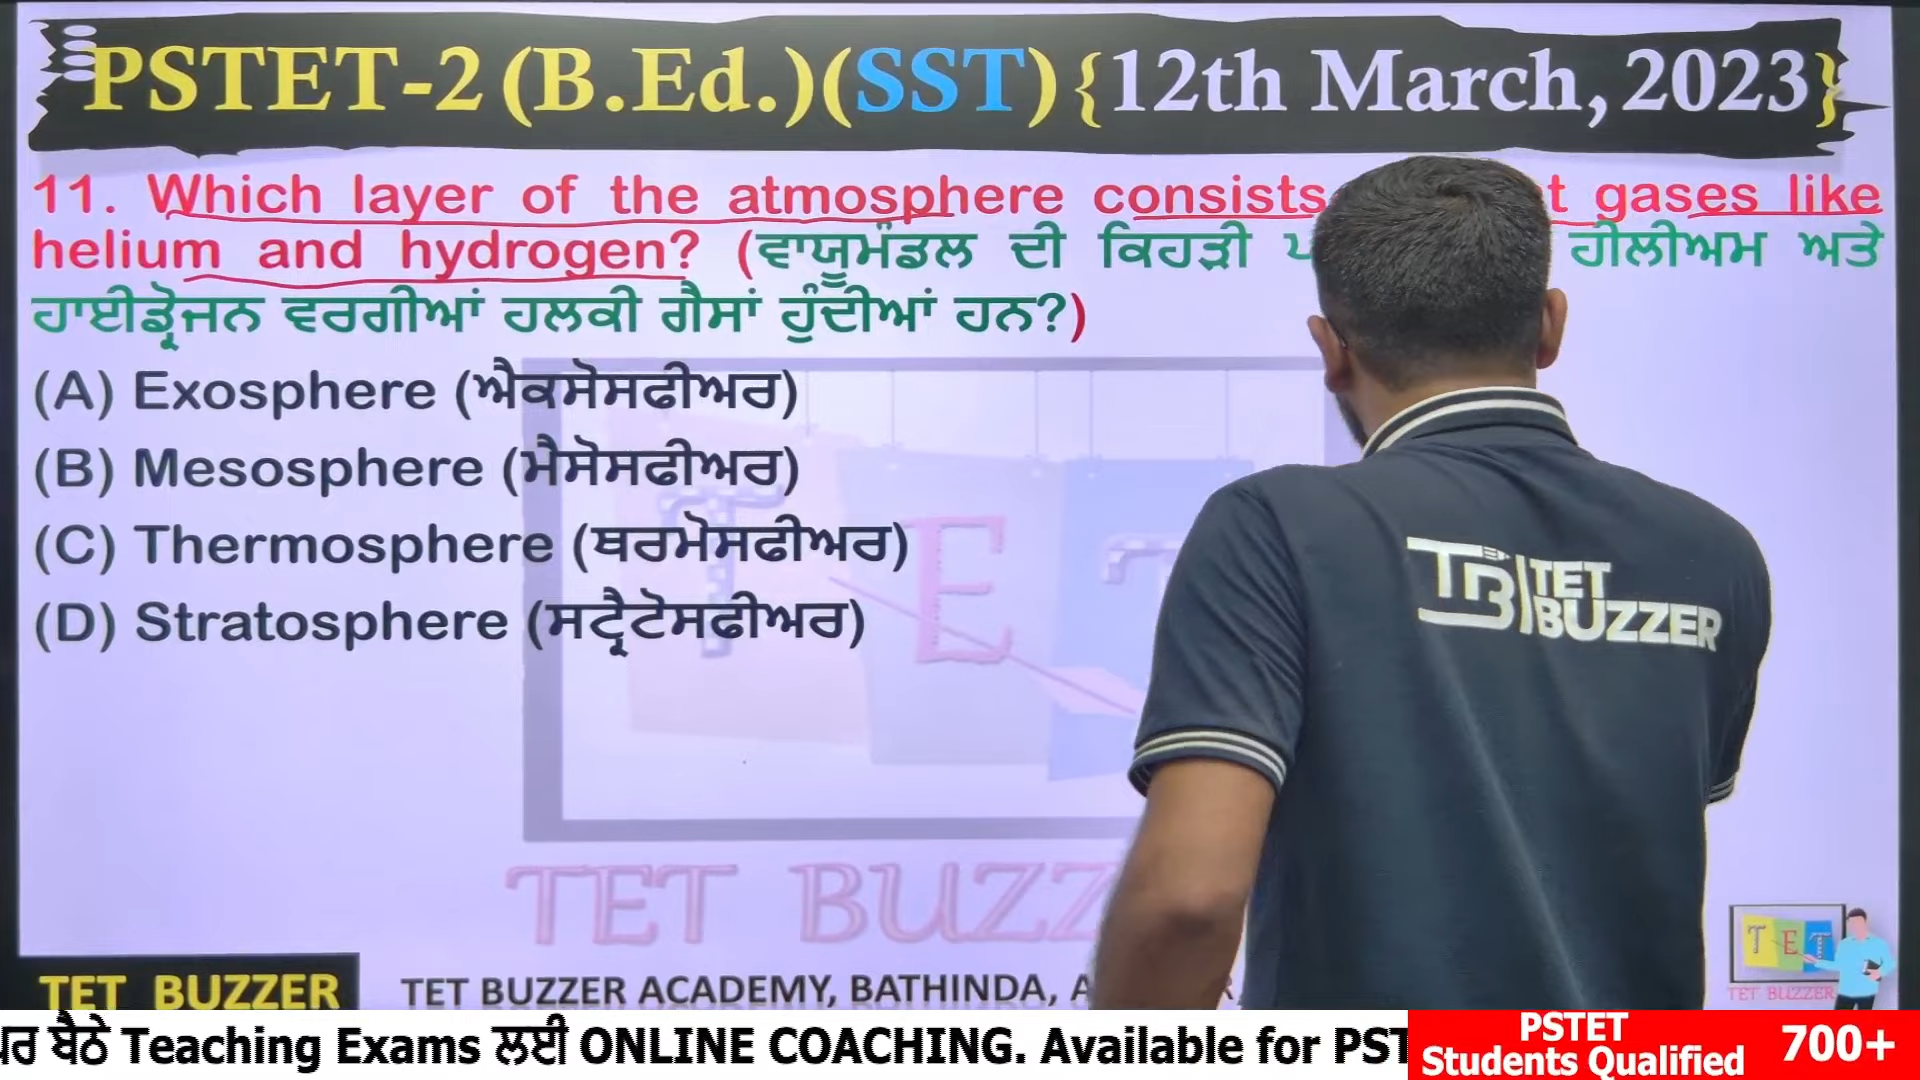 PSTET-2 (B.Ed.)(SST) {12th March, 2023}
11. Which layer of the atmosphere consists gases like
helium and hydrogen? (ਵਾਯੂਮੰਡਲ ਦੀ ਕਿਹੜੀ ਹੀਲੀਅਮ ਅਤੇ
ਹਾਈਡ੍ਰੋਜਨ ਵਰਗੀਆਂ ਹਲਕੀ ਗੈਸਾਂ ਹੁੰਦੀਆਂ ਹਨ?)
(A) Exosphere (ਐਕਸੋਸਫੀਅਰ)
(B) Mesosphere (ਮੈਸੋਸਫੀਅਰ)
(C) Thermosphere (ਥਰਮੋਸਫੀਅਰ)
(D) Stratosphere (ਸਟ੍ਰੈਟੋਸਫੀਅਰ)
T E T
TET BUZZ
TB TET
BUZZER
TET
TET BUZZER
TET BUZZER
TET BUZZER ACADEMY, BATHINDA,
ਬੈਠੇ Teaching Exams ਲਈ ONLINE COACHING. Available for PST
PSTET
Students Qualified
700+